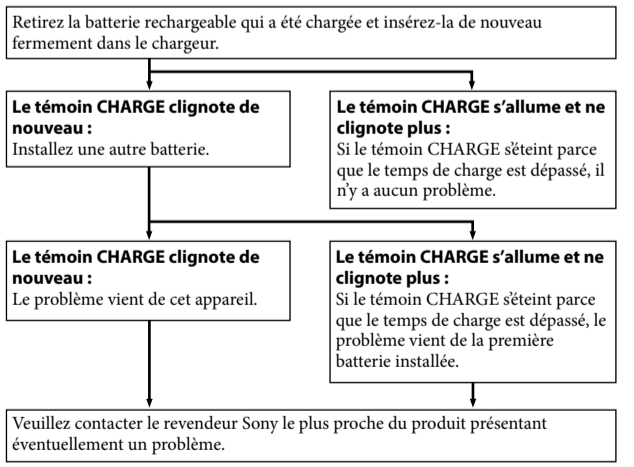 Retirez la batterie rechargeable qui a été chargée et insérez-la de nouveau
fermement dans le chargeur.
Le témoin CHARGE clignote de
nouveau :
Installez une autre batterie.
Le témoin CHARGE s'allume et ne
clignote plus :
Si le témoin CHARGE s'éteint parce
que le temps de charge est dépassé, il
n'y a aucun problème.
Le témoin CHARGE clignote de
nouveau :
Le problème vient de cet appareil.
Le témoin CHARGE s'allume et ne
clignote plus :
Si le témoin CHARGE s'éteint parce
que le temps de charge est dépassé, le
problème vient de la première
batterie installée.
Veuillez contacter le revendeur Sony le plus proche du produit présentant
éventuellement un problème.